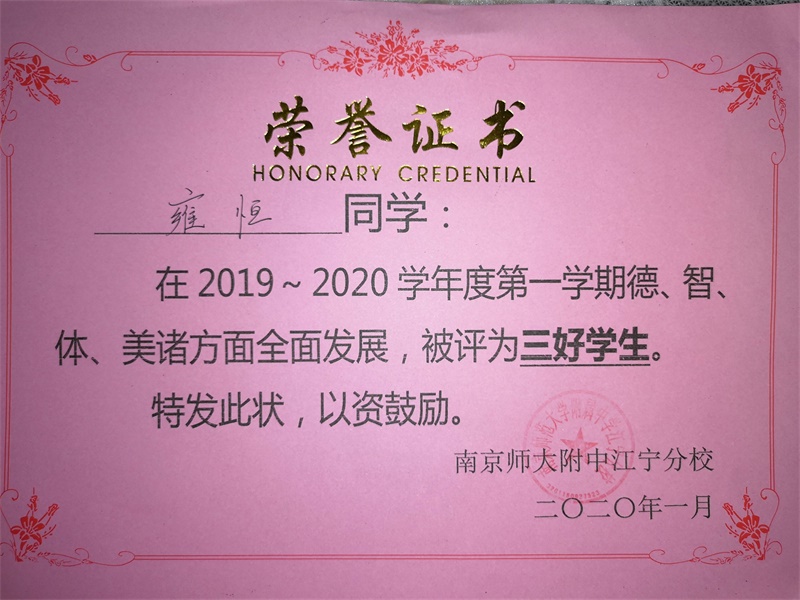 荣誉证书
HONORARY CREDENTIAL
雍恒 同学：
在 2019～2020 学年度第一学期德、智、
体、美诸方面全面发展，被评为三好学生。
特发此状，以资鼓励。
南京师大附中江宁分校
二〇二〇年一月